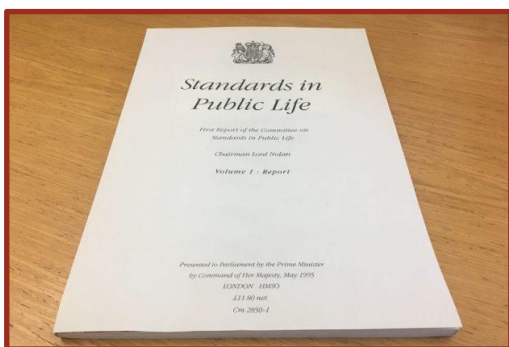 Standards in
Public Life
First Report of the Committee on
Standards in Public Life
Chairman Lord Nolan
Volume 1 : Report
Presented to Parliament by the Prime Minister
by Command of Her Majesty, May 1995
LONDON : HMSO
£11.80 net
Cm 2850-I